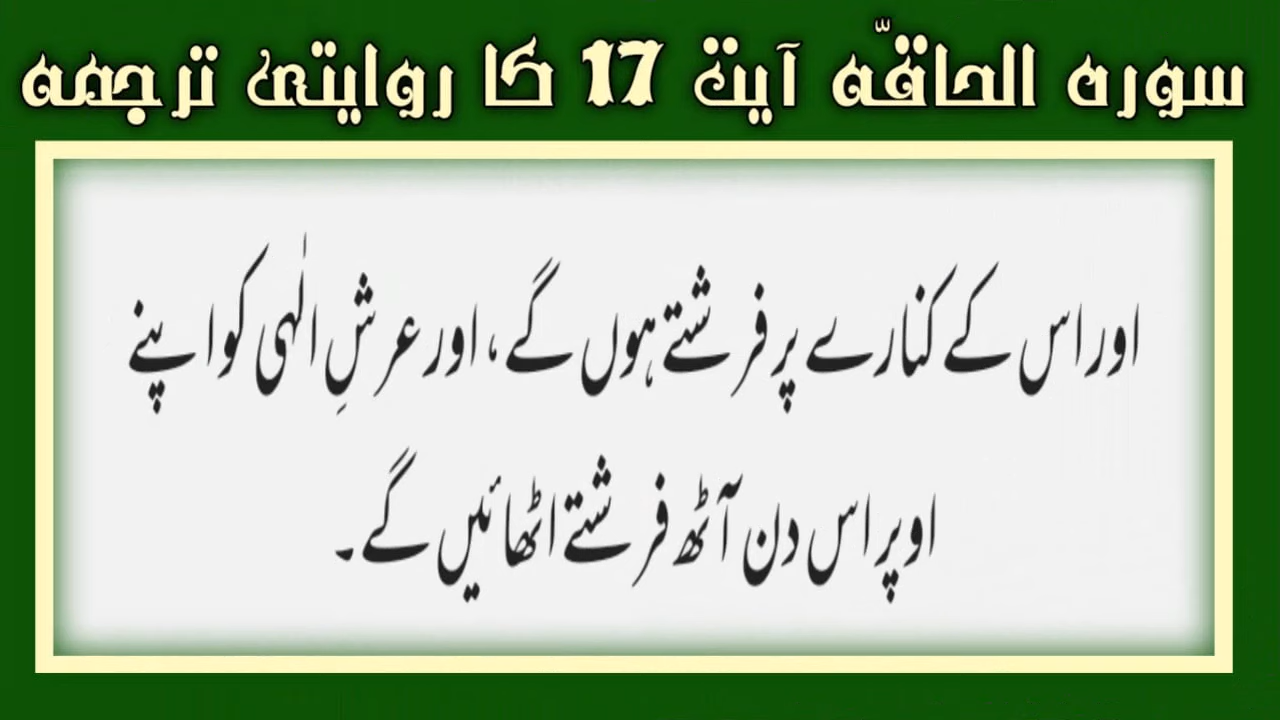 سورہ الحاقّہ آیت 17 کا روایتی ترجمہ
اور اس کے کنارے پر فرشتے ہوں گے، اور عرشِ الٰہی کو اپنے
اوپر اس دن آٹھ فرشتے اٹھائیں گے۔